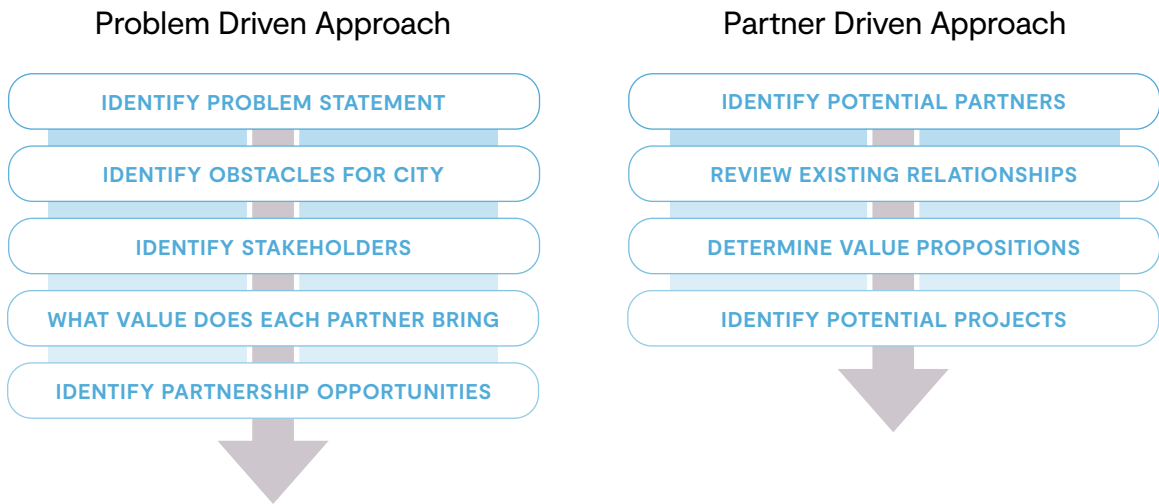 Problem Driven Approach
IDENTIFY PROBLEM STATEMENT
IDENTIFY OBSTACLES FOR CITY
IDENTIFY STAKEHOLDERS
WHAT VALUE DOES EACH PARTNER BRING
IDENTIFY PARTNERSHIP OPPORTUNITIES
Partner Driven Approach
IDENTIFY POTENTIAL PARTNERS
REVIEW EXISTING RELATIONSHIPS
DETERMINE VALUE PROPOSITIONS
IDENTIFY POTENTIAL PROJECTS